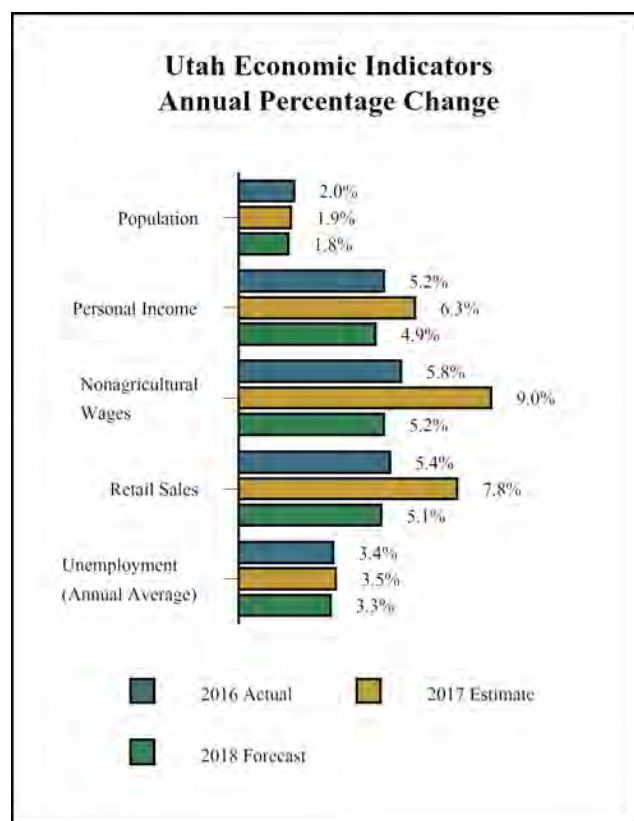 Utah Economic Indicators
Annual Percentage Change
2.0%
Population
1.9%
1.8%
5.2%
Personal Income
6.3%
4.9%
5.8%
Nonagricultural
Wages
9.0%
5.2%
5.4%
Retail Sales
7.8%
5.1%
3.4%
Unemployment
(Annual Average)
3.5%
3.3%
2016 Actual
2017 Estimate
2018 Forecast